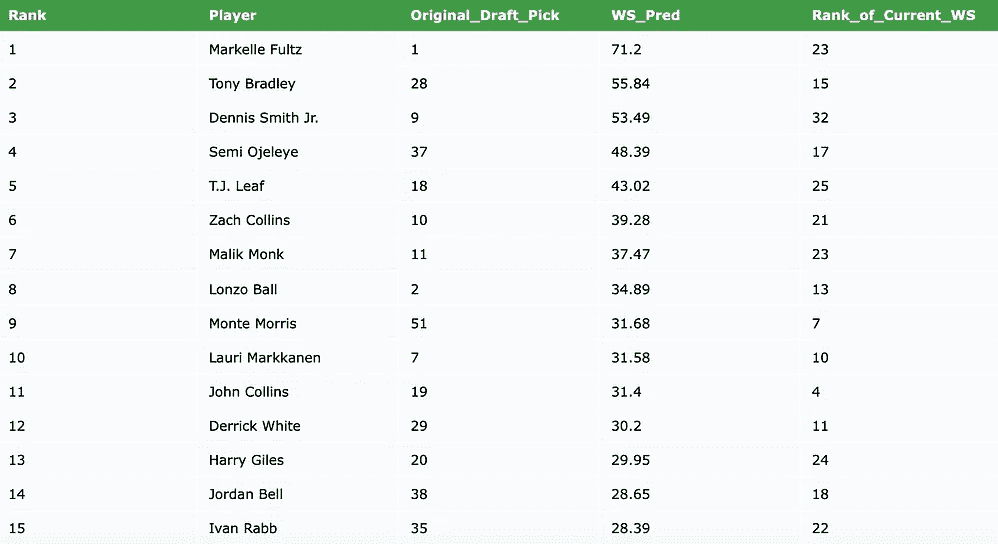 Rank Player Original_Draft_Pick WS_Pred Rank_of_Current_WS
1 Markelle Fultz 1 71.2 23
2 Tony Bradley 28 55.84 15
3 Dennis Smith Jr. 9 53.49 32
4 Semi Ojeleye 37 48.39 17
5 T.J. Leaf 18 43.02 25
6 Zach Collins 10 39.28 21
7 Malik Monk 11 37.47 23
8 Lonzo Ball 2 34.89 13
9 Monte Morris 51 31.68 7
10 Lauri Markkanen 7 31.58 10
11 John Collins 19 31.4 4
12 Derrick White 29 30.2 11
13 Harry Giles 20 29.95 24
14 Jordan Bell 38 28.65 18
15 Ivan Rabb 35 28.39 22